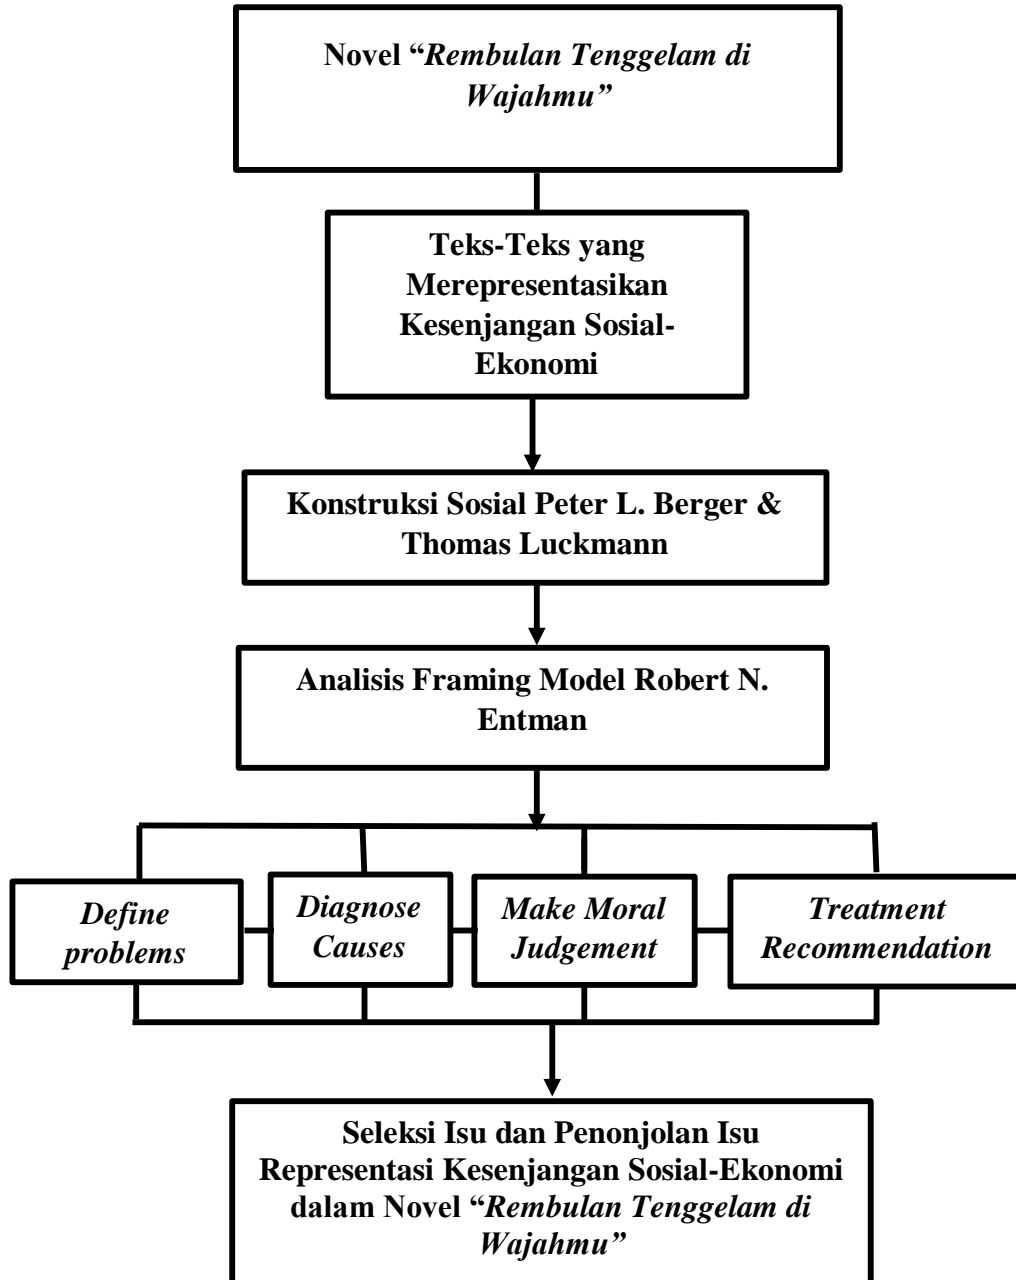 Novel “Rembulan Tenggelam di
Wajahmu”
Teks-Teks yang
Merepresentasikan
Kesenjangan Sosial-
Ekonomi
Konstruksi Sosial Peter L. Berger &
Thomas Luckmann
Analisis Framing Model Robert N.
Entman
Define
problems
Diagnose
Causes
Make Moral
Judgement
Treatment
Recommendation
Seleksi Isu dan Penonjolan Isu
Representasi Kesenjangan Sosial-Ekonomi
dalam Novel “Rembulan Tenggelam di
Wajahmu”